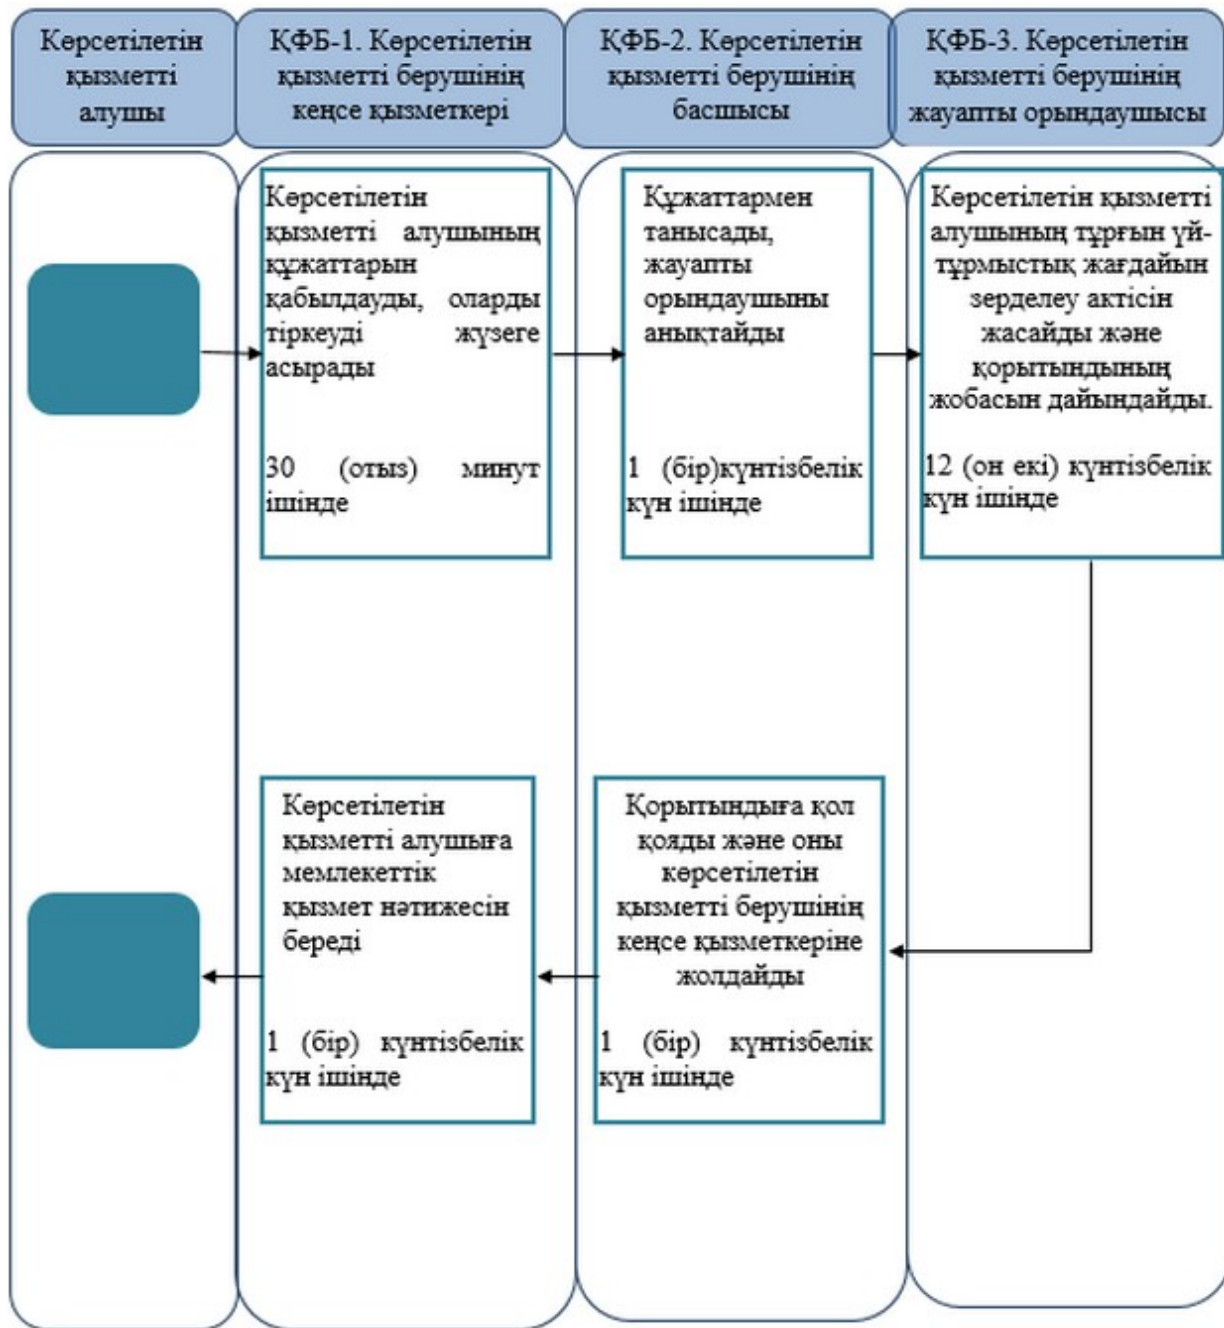 Көрсетілетін
қызметті
алушы
ҚФБ-1. Көрсетілетін
қызметті берушінің
кеңсе қызметкері
ҚФБ-2. Көрсетілетін
қызметті берушінің
басшысы
ҚФБ-3. Көрсетілетін
қызметті берушінің
жауапты орындаушысы
Көрсетілетін
қызметті алушының
құжаттарын
қабылдауды, оларды
тіркеуді жүзеге
асырады
30 (отыз) минут
ішінде
Құжаттармен
танысады,
жауапты
орындаушыны
анықтайды
1 (бір)күнтізбелік
күн ішінде
Көрсетілетін қызметті
алушының тұрғын үй-
тұрмыстық жағдайын
зерделеу актісін
жасайды және
қорытындының
жобасын дайындайды.
12 (он екі) күнтізбелік
күн ішінде
Көрсетілетін
қызметті алушыға
мемлекеттік
қызмет нәтижесін
береді
1 (бір) күнтізбелік
күн ішінде
Қорытындыға қол
қояды және оны
көрсетілетін
қызметті берушінің
кеңсе қызметкеріне
жолдайды
1 (бір) күнтізбелік
күн ішінде